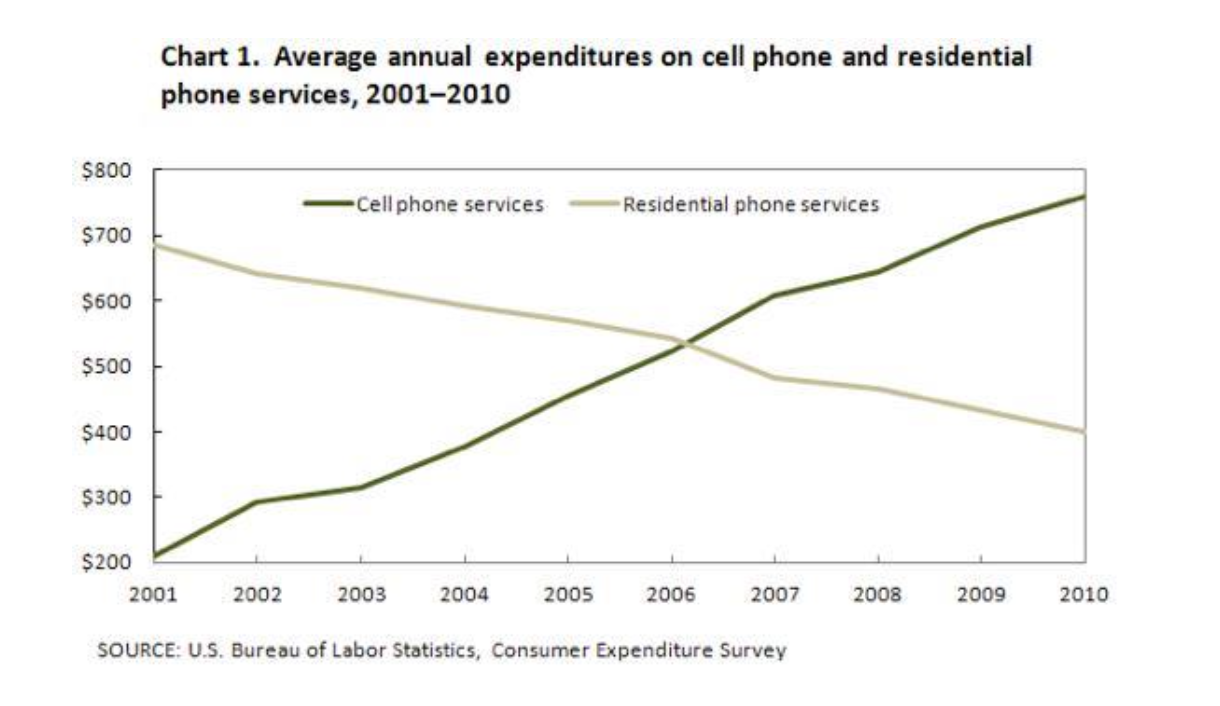 Chart 1. Average annual expenditures on cell phone and residential
phone services, 2001–2010
$800
Cell phone services Residential phone services
$700
$600
$500
$400
$300
$200
2001 2002 2003 2004 2005 2006 2007 2008 2009 2010
SOURCE: U.S. Bureau of Labor Statistics, Consumer Expenditure Survey